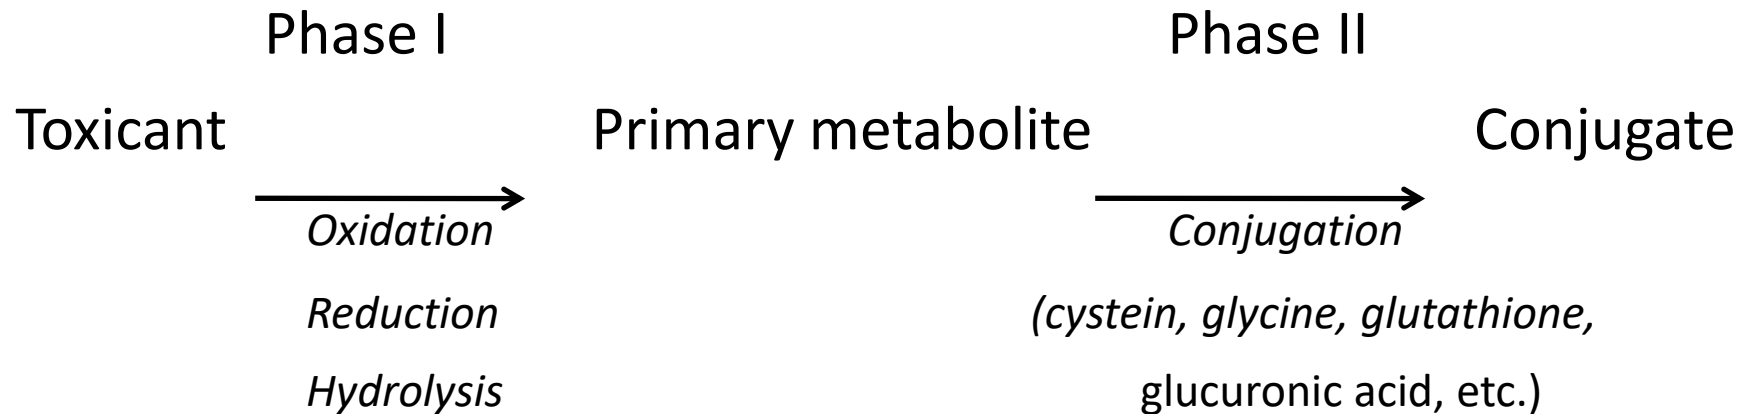 Phase I Phase II
Toxicant Primary metabolite Conjugate
Oxidation Conjugation
Reduction (cystein, glycine, glutathione,
Hydrolysis glucuronic acid, etc.)